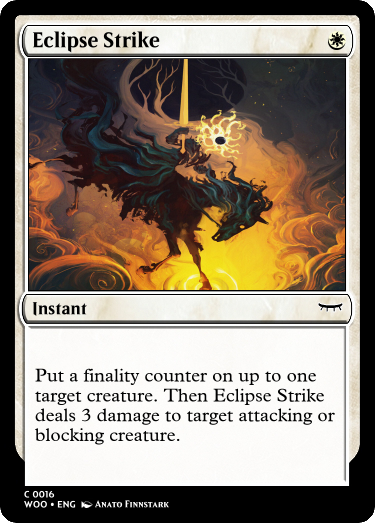 Eclipse Strike
Instant
Put a finality counter on up to one
target creature. Then Eclipse Strike
deals 3 damage to target attacking or
blocking creature.
C 0016
WOO • ENG Anato Finnstark